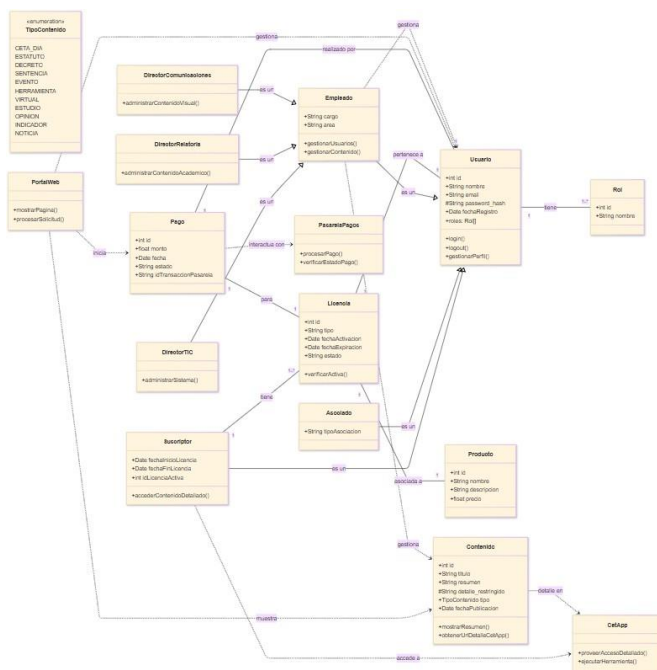 «enumeration»
TipoContenido
CETA_DIA
ESTATUTO
DECRETO
SENTENCIA
EVENTO
HERRAMIENTA
VIRTUAL
ESTUDIO
OPINION
INDICADOR
NOTICIA
gestiona
gestiona
realizado por
DirectorComunicaciones
+administrarContenidoVisual()
es un
Empleado
+String cargo
+String area
+gestionarUsuarios()
+gestionarContenido()
DirectorRelatoria
+administrarContenidoAcademico()
es un
pertenece a
Usuario
+int id
+String nombre
+String email
#String password_hash
+Date fechaRegistro
+roles: Rol[]
+login()
+logout()
+gestionarPerfil()
es un
tiene
Rol
+int id
+String nombre
PortalWeb
+mostrarPagina()
+procesarSolicitud()
es un
inicia
Pago
+int id
+float monto
+Date fecha
+String estado
+String idTransaccionPasarela
interactua con
PasarelaPagos
+procesarPago()
+verificarEstadoPago()
para
Licencia
+int id
+String tipo
+Date fechaActivacion
+Date fechaExpiracion
+String estado
+verificarActiva()
DirectorTIC
+administrarSistema()
tiene
Asociado
+String tipoAsociacion
es un
Suscriptor
+Date fechaInicioLicencia
+Date fechaFinLicencia
+int idLicenciaActiva
+accederContenidoDetallado()
es un
asociada a
Producto
+int id
+String nombre
+String descripcion
+float precio
gestiona
Contenido
+int id
+String titulo
+String resumen
#String detalle_restringido
+TipoContenido tipo
+Date fechaPublicacion
+mostrarResumen()
+obtenerUrlDetalleCetApp()
detalle en
muestra
accede a
CetApp
+proveerAccesoDetallado()
+ejecutarHerramienta()